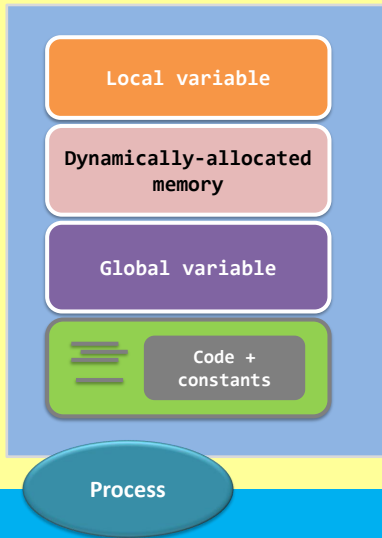 Local variable
Dynamically-allocated
memory
Global variable
Code +
constants
Process